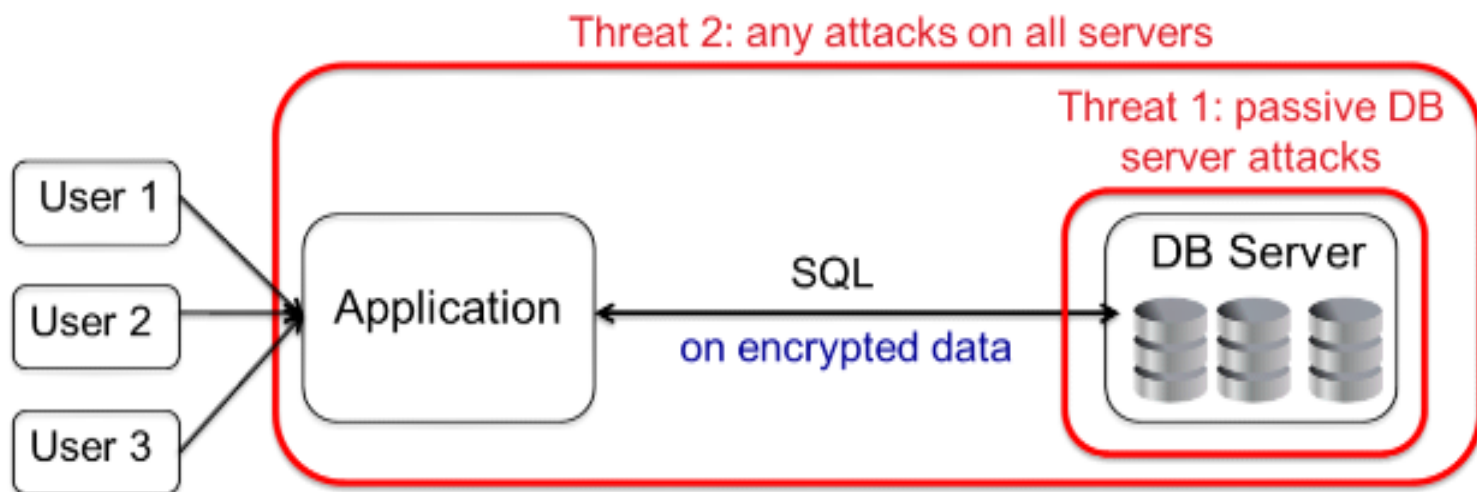 Threat 2: any attacks on all servers
Threat 1: passive DB
server attacks
User 1
User 2
User 3
Application
SQL
on encrypted data
DB Server